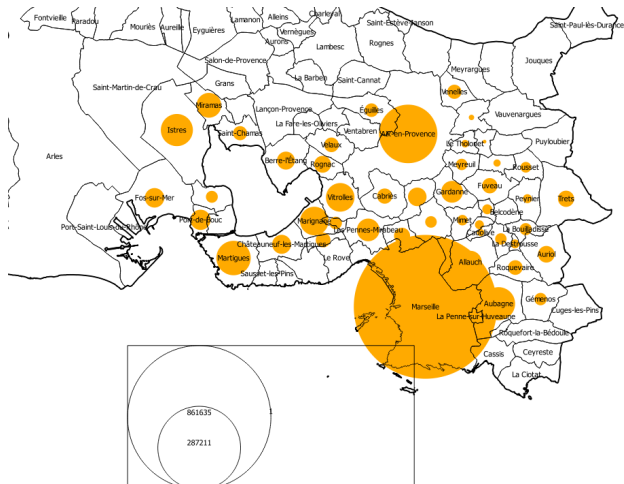 Fontvieille
Paradou
Mouriès
Aureille
Eyguières
Lamanon
Alleins
Charleval
Vernègues
Aurons
Lambesc
Saint-Estève-Janson
Rognes
Saint-Paul-lès-Durance
Jouques
Meyrargues
Salon-de-Provence
La Barben
Saint-Cannat
Grans
Saint-Martin-de-Crau
Venelles
Miramas
Lançon-Provence
Éguilles
Vauvenargues
La Fare-les-Oliviers
Istres
Saint-Chamas
Ventabren
Aix-en-Provence
Velaux
Le Tholonet
Puyloubier
Arles
Berre-l'Étang
Rognac
Meyreuil
Rousset
Fuveau
Fos-sur-Mer
Vitrolles
Cabriès
Gardanne
Peynier
Trets
Belcodène
Port-de-Bouc
Marignane
Mimet
Port-Saint-Louis-du-Rhône
Les Pennes-Mirabeau
Cadolive
La Bouilladisse
Châteauneuf-les-Martigues
La Destrousse
Martigues
Le Rove
Allauch
Auriol
Sausset-les-Pins
Roquevaire
Marseille
Aubagne
Gémenos
La Penne-sur-Huveaune
Cuges-les-Pins
Roquefort-la-Bédoule
Cassis
Ceyreste
La Ciotat
861635
1
287211